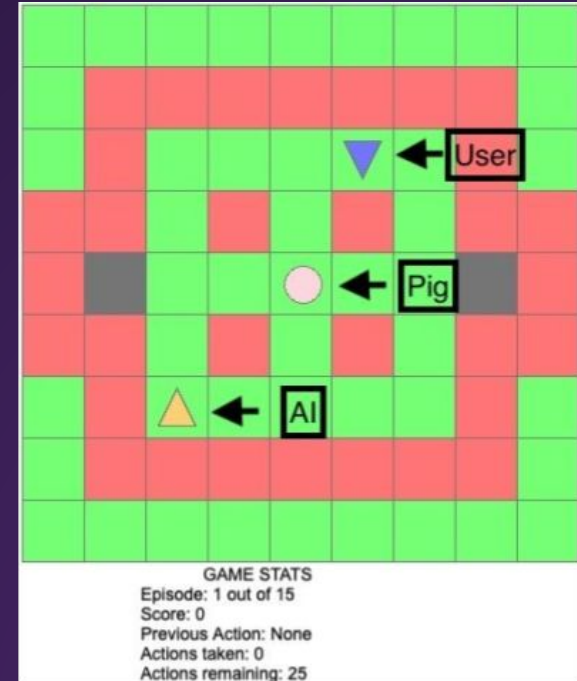 User
Pig
AI
GAME STATS
Episode: 1 out of 15
Score: 0
Previous Action: None
Actions taken: 0
Actions remaining: 25